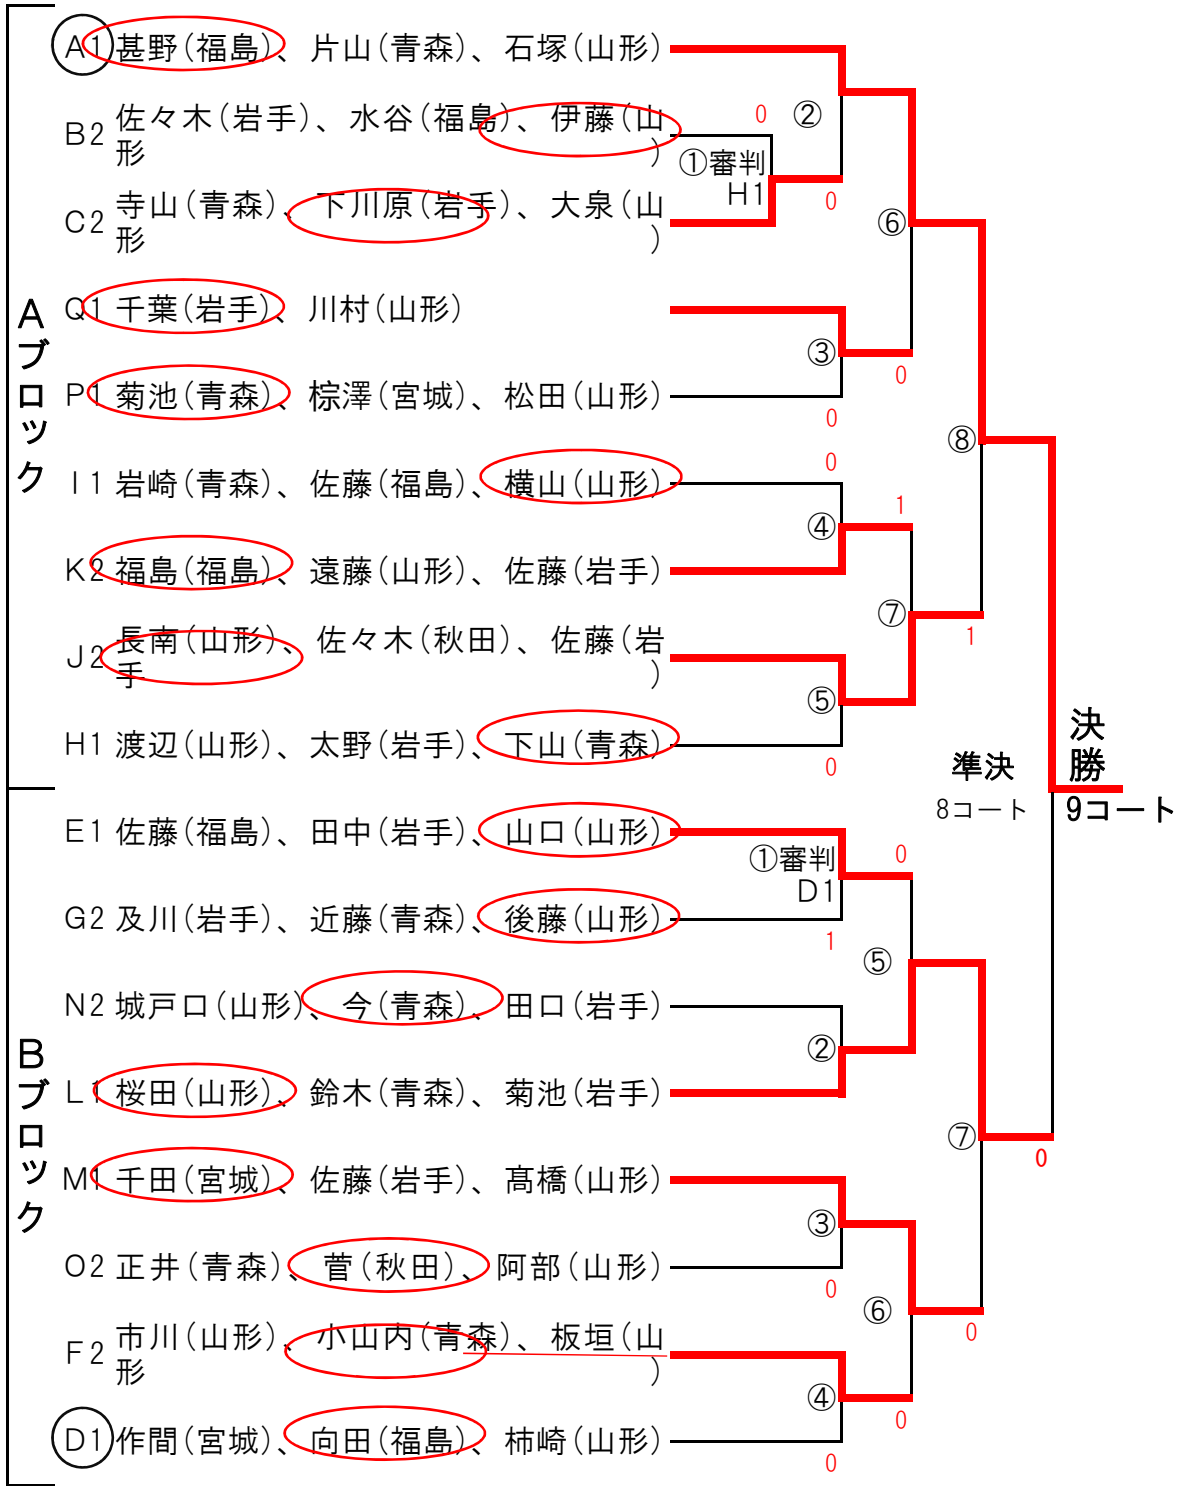 Aブロック
A1 甚野(福島)、片山(青森)、石塚(山形)
B2 佐々木(岩手)、水谷(福島)、伊藤(山
形 )
C2 寺山(青森)、下川原(岩手)、大泉(山
形 )
Q1 千葉(岩手)、川村(山形)
P1 菊池(青森)、棕澤(宮城)、松田(山形)
I1 岩崎(青森)、佐藤(福島)、横山(山形)
K2 福島(福島)、遠藤(山形)、佐藤(岩手)
J2 長南(山形)、佐々木(秋田)、佐藤(岩
手 )
H1 渡辺(山形)、太野(岩手)、下山(青森)
Bブロック
E1 佐藤(福島)、田中(岩手)、山口(山形)
G2 及川(岩手)、近藤(青森)、後藤(山形)
N2 城戸口(山形)、今(青森)、田口(岩手)
L1 桜田(山形)、鈴木(青森)、菊池(岩手)
M1 千田(宮城)、佐藤(岩手)、髙橋(山形)
O2 正井(青森)、菅(秋田)、阿部(山形)
F2 市川(山形)、小山内(青森)、板垣(山
形 )
D1 作間(宮城)、向田(福島)、柿崎(山形)
0
①審判
H1
②
0
③
0
0
④
⑤
0
⑥
0
1
⑦
⑧
1
①審判
D1
1
②
③
0
④
0
0
⑤
⑥
0
⑦
0
0
準決
8コート
決勝
9コート